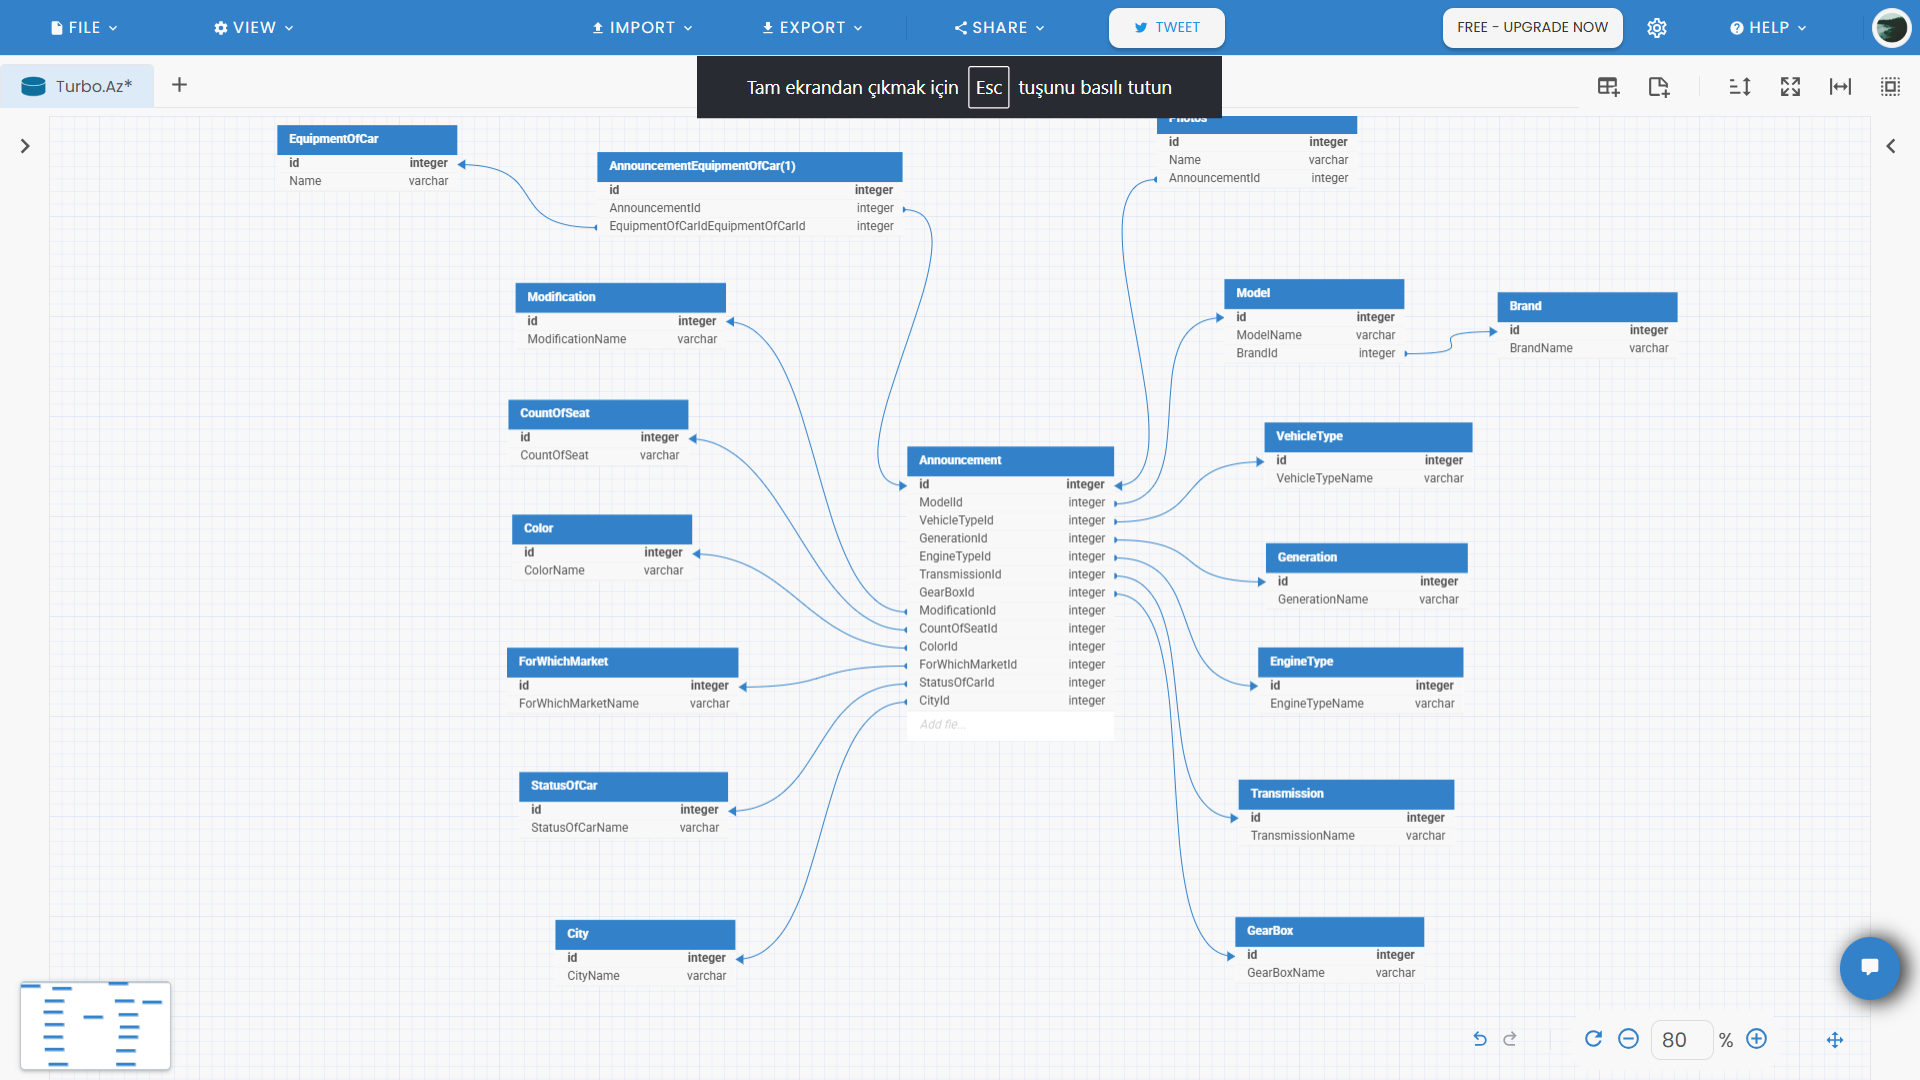 FILE
VIEW
IMPORT
EXPORT
SHARE
TWEET
FREE - UPGRADE NOW
HELP
Turbo.Az*
Tam ekrandan çıkmak için Esc tuşunu basılı tutun
EquipmentOfCar
id integer
Name varchar
AnnouncementEquipmentOfCar(1)
id integer
AnnouncementId integer
EquipmentOfCarIdEquipmentOfCarId integer
Photos
id integer
Name varchar
AnnouncementId integer
Modification
id integer
ModificationName varchar
Model
id integer
ModelName varchar
BrandId integer
Brand
id integer
BrandName varchar
CountOfSeat
id integer
CountOfSeat varchar
VehicleType
id integer
VehicleTypeName varchar
Announcement
id integer
ModelId integer
VehicleTypeId integer
GenerationId integer
EngineTypeId integer
TransmissionId integer
GearBoxId integer
ModificationId integer
CountOfSeatId integer
ColorId integer
ForWhichMarketId integer
StatusOfCarId integer
CityId integer
Add fie...
Color
id integer
ColorName varchar
Generation
id integer
GenerationName varchar
ForWhichMarket
id integer
ForWhichMarketName varchar
EngineType
id integer
EngineTypeName varchar
StatusOfCar
id integer
StatusOfCarName varchar
Transmission
id integer
TransmissionName varchar
City
id integer
CityName varchar
GearBox
id integer
GearBoxName varchar
80 %